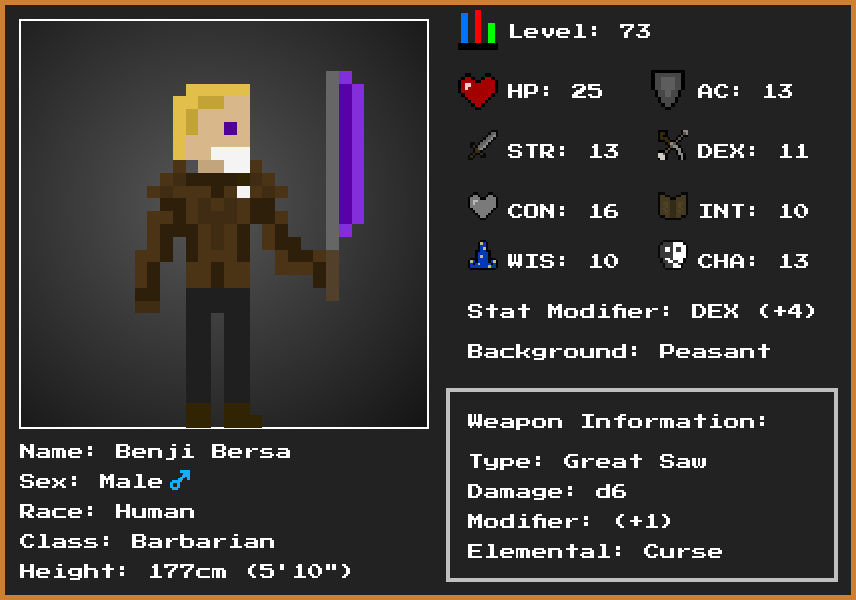 Level: 73
HP: 25
AC: 13
STR: 13
DEX: 11
CON: 16
INT: 10
WIS: 10
CHA: 13
Stat Modifier: DEX (+4)
Background: Peasant
Weapon Information:
Type: Great Saw
Damage: d6
Modifier: (+1)
Elemental: Curse
Name: Benji Bersa
Sex: Male ♂
Race: Human
Class: Barbarian
Height: 177cm (5'10")